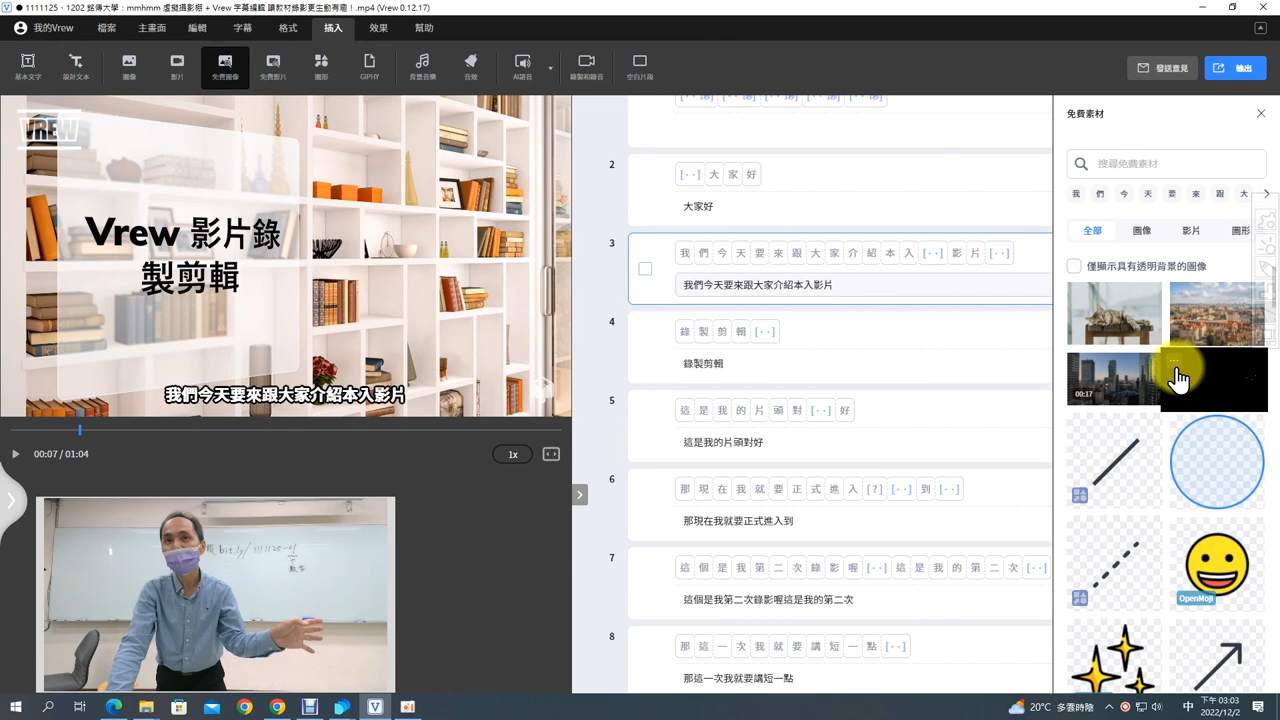 ● 1111125、1202 銘傳大學：mmhmm 虛擬攝影棚 + Vrew 字幕編輯 讓教材錄影更生動有趣！.mp4 (Vrew 0.12.17)
我的Vrew 檔案 主畫面 編輯 字幕 格式 插入 效果 幫助
基本文字 設計文本 圖像 影片 免費圖像 免費影片 圖形 GIPHY 背景音樂 音效 AI語音 錄製和錄音 空白片段 發送意見 輸出
VREW
Vrew 影片錄
製剪輯
我們今天要來跟大家介紹本入影片
00:07 / 01:04
1x
2
[··] 大 家 好
大家好
3
我 們 今 天 要 來 跟 大 家 介 紹 本 入 [··] 影 片 [··]
我們今天要來跟大家介紹本入影片
4
錄 製 剪 輯 [··]
錄製剪輯
5
這 是 我 的 片 頭 對 [··] 好
這是我的片頭對好
6
那 現 在 我 就 要 正 式 進 入 [?] [··] 到 [··]
那現在我就要正式進入到
7
這 個 是 我 第 二 次 錄 影 喔 [··] 這 是 我 的 第 二 次 [··]
這個是我第二次錄影喔這是我的第二次
8
那 這 一 次 我 就 要 講 短 一 點 [··]
那這一次我就要講短一點
免費素材
搜尋免費素材
我 們 今 天 要 來 跟 大
全部 圖像 影片 圖形
僅顯示具有透明背景的圖像
00:17
OpenMoji
bit.ly/1111125-01
20°C 多雲時陰
中
下午 03:03
2022/12/2